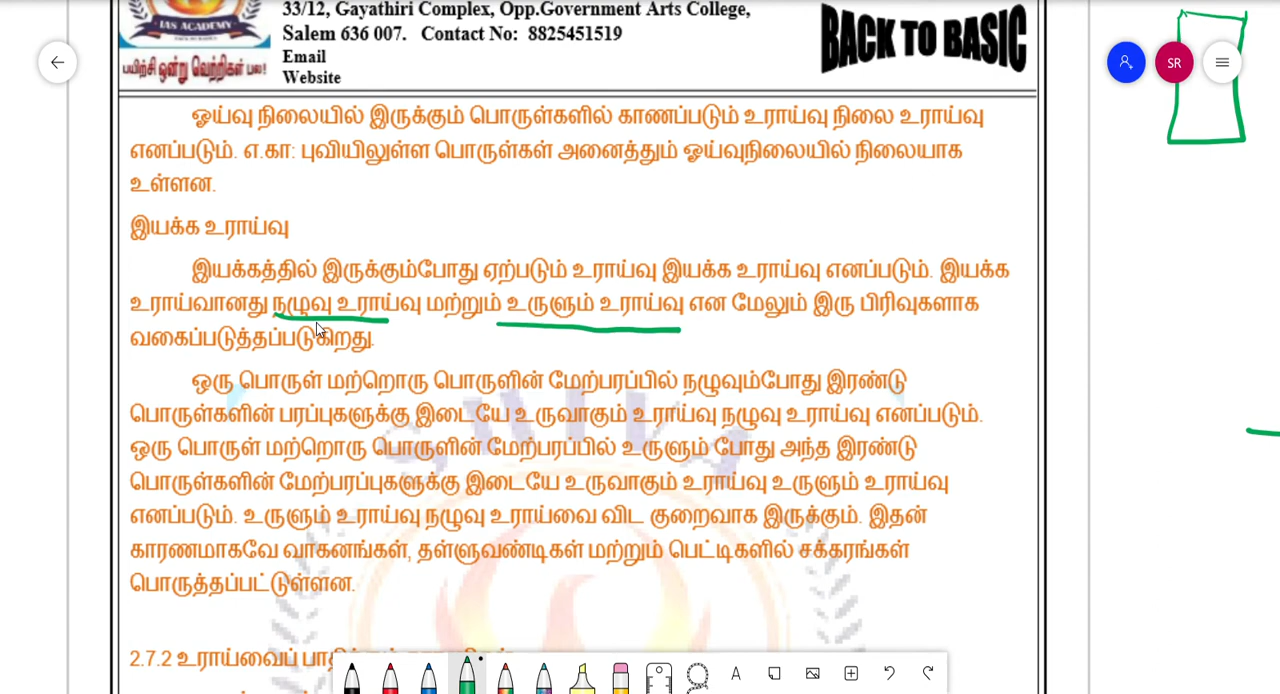 IAS ACADEMY
பயிற்சி ஒன்று வெற்றிகள் பல!
33/12, Gayathiri Complex, Opp.Government Arts College,
Salem 636 007. Contact No: 8825451519
Email
Website
BACK TO BASIC
SR
ஓய்வு நிலையில் இருக்கும் பொருள்களில் காணப்படும் உராய்வு நிலை உராய்வு
எனப்படும். எ.கா: புவியிலுள்ள பொருள்கள் அனைத்தும் ஓய்வுநிலையில் நிலையாக
உள்ளன.
இயக்க உராய்வு
இயக்கத்தில் இருக்கும்போது ஏற்படும் உராய்வு இயக்க உராய்வு எனப்படும். இயக்க
உராய்வானது நழுவு உராய்வு மற்றும் உருளும் உராய்வு என மேலும் இரு பிரிவுகளாக
வகைப்படுத்தப்படுகிறது.
ஒரு பொருள் மற்றொரு பொருளின் மேற்பரப்பில் நழுவும்போது இரண்டு
பொருள்களின் பரப்புகளுக்கு இடையே உருவாகும் உராய்வு நழுவு உராய்வு எனப்படும்.
ஒரு பொருள் மற்றொரு பொருளின் மேற்பரப்பில் உருளும் போது அந்த இரண்டு
பொருள்களின் மேற்பரப்புகளுக்கு இடையே உருவாகும் உராய்வு உருளும் உராய்வு
எனப்படும். உருளும் உராய்வு நழுவு உராய்வை விட குறைவாக இருக்கும். இதன்
காரணமாகவே வாகனங்கள், தள்ளுவண்டிகள் மற்றும் பெட்டிகளில் சக்கரங்கள்
பொருத்தப்பட்டுள்ளன.
2.7.2 உராய்வைப்
A